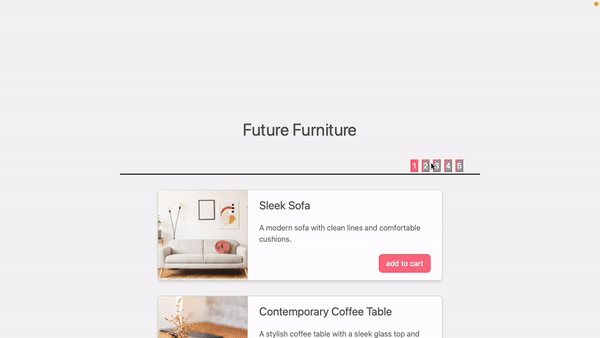 Future Furniture
1 2 3 4 5
Sleek Sofa
A modern sofa with clean lines and comfortable
cushions.
add to cart
Contemporary Coffee Table
A stylish coffee table with a sleek glass top and